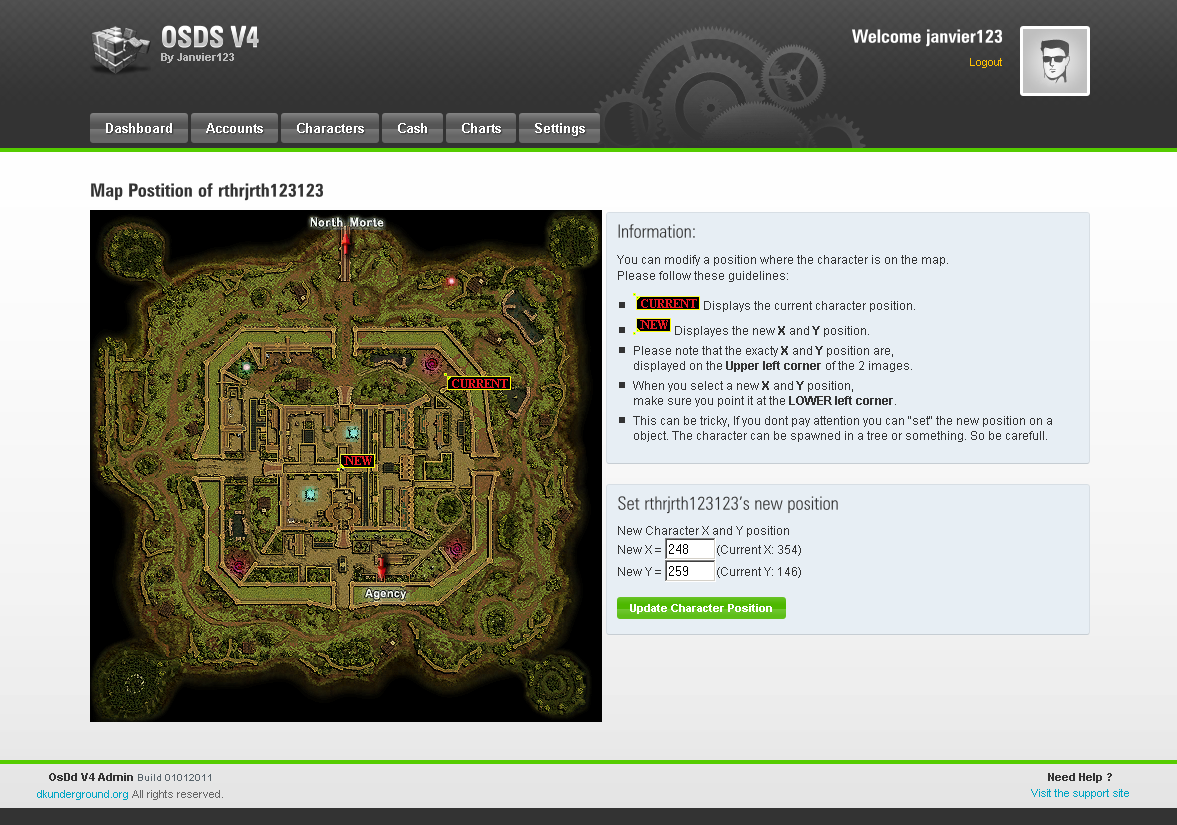 OSDS V4
By Janvier123
Welcome janvier123
Logout
Dashboard
Accounts
Characters
Cash
Charts
Settings
Map Postition of rthrjrth123123
North Morte
CURRENT
NEW
Agency
Information:
You can modify a position where the character is on the map.
Please follow these guidelines:
CURRENT Displays the current character position.
NEW Displayes the new X and Y position.
Please note that the exacty X and Y position are,
displayed on the Upper left corner of the 2 images.
When you select a new X and Y position,
make sure you point it at the LOWER left corner.
This can be tricky, If you dont pay attention you can "set" the new position on a
object. The character can be spawned in a tree or something. So be carefull.
Set rthrjrth123123's new position
New Character X and Y position
New X = 248 (Current X: 354)
New Y = 259 (Current Y: 146)
Update Character Position
OsDd V4 Admin Build 01012011
dkunderground.org All rights reserved.
Need Help ?
Visit the support site